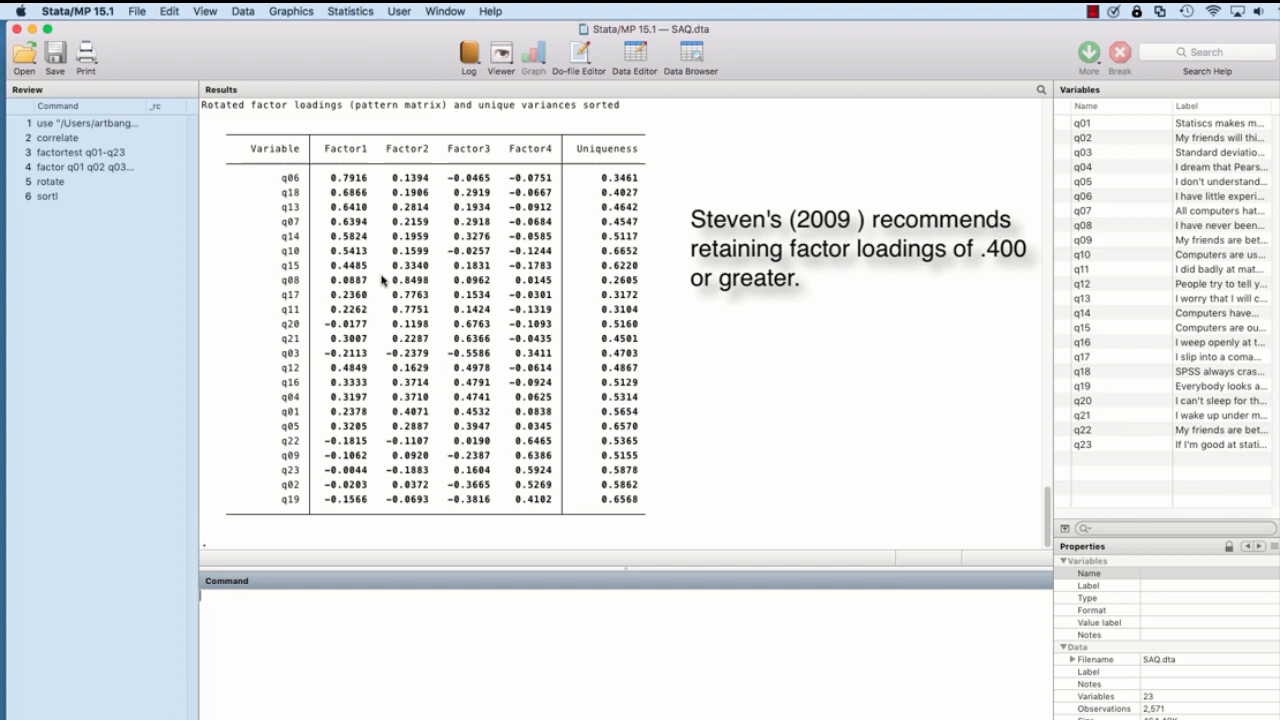 Stata/MP 15.1 File Edit View Data Graphics Statistics User Window Help
Stata/MP 15.1 — SAQ.dta
Open Save Print Log Viewer Graph Do-file Editor Data Editor Data Browser More Break Search
Search Help
Review
Command _rc
1 use "/Users/artbang...
2 correlate
3 factortest q01-q23
4 factor q01 q02 q03...
5 rotate
6 sortl
Results
Rotated factor loadings (pattern matrix) and unique variances sorted
Variable Factor1 Factor2 Factor3 Factor4 Uniqueness
q06 0.7916 0.1394 -0.0465 -0.0751 0.3461
q18 0.6866 0.1906 0.2919 -0.0667 0.4027
q13 0.6410 0.2814 0.1934 -0.0912 0.4642
q07 0.6394 0.2159 0.2918 -0.0684 0.4547
q14 0.5824 0.1959 0.3276 -0.0585 0.5117
q10 0.5413 0.1599 -0.0257 -0.1244 0.6652
q15 0.4485 0.3340 0.1831 -0.1783 0.6220
q08 0.0887 0.8498 0.0962 0.0145 0.2605
q17 0.2360 0.7763 0.1534 -0.0301 0.3172
q11 0.2262 0.7751 0.1424 -0.1319 0.3104
q20 -0.0177 0.1198 0.6763 -0.1093 0.5160
q21 0.3007 0.2287 0.6366 -0.0435 0.4501
q03 -0.2113 -0.2379 -0.5586 0.3411 0.4703
q12 0.4849 0.1629 0.4978 -0.0614 0.4867
q16 0.3333 0.3714 0.4791 -0.0924 0.5129
q04 0.3197 0.3710 0.4741 0.0625 0.5314
q01 0.2378 0.4071 0.4532 0.0838 0.5654
q05 0.3205 0.2887 0.3947 0.0345 0.6570
q22 -0.1815 -0.1107 0.0190 0.6465 0.5365
q09 -0.1062 0.0920 -0.2387 0.6386 0.5155
q23 -0.0044 -0.1883 0.1604 0.5924 0.5878
q02 -0.0203 0.0372 -0.3665 0.5269 0.5862
q19 -0.1566 -0.0693 -0.3816 0.4102 0.6568
.
Steven's (2009 ) recommends
retaining factor loadings of .400
or greater.
Command
Variables
Name Label
q01 Statiscs makes m...
q02 My friends will thi...
q03 Standard deviatio...
q04 I dream that Pears...
q05 I don't understand...
q06 I have little experi...
q07 All computers hat...
q08 I have never been...
q09 My friends are bet...
q10 Computers are us...
q11 I did badly at mat...
q12 People try to tell y...
q13 I worry that I will c...
q14 Computers have...
q15 Computers are ou...
q16 I weep openly at t...
q17 I slip into a coma...
q18 SPSS always cras...
q19 Everybody looks a...
q20 I can't sleep for th...
q21 I wake up under m...
q22 My friends are bet...
q23 If I'm good at stati...
Properties
Variables
Name
Label
Type
Format
Value label
Notes
Data
Filename SAQ.dta
Label
Notes
Variables 23
Observations 2,571